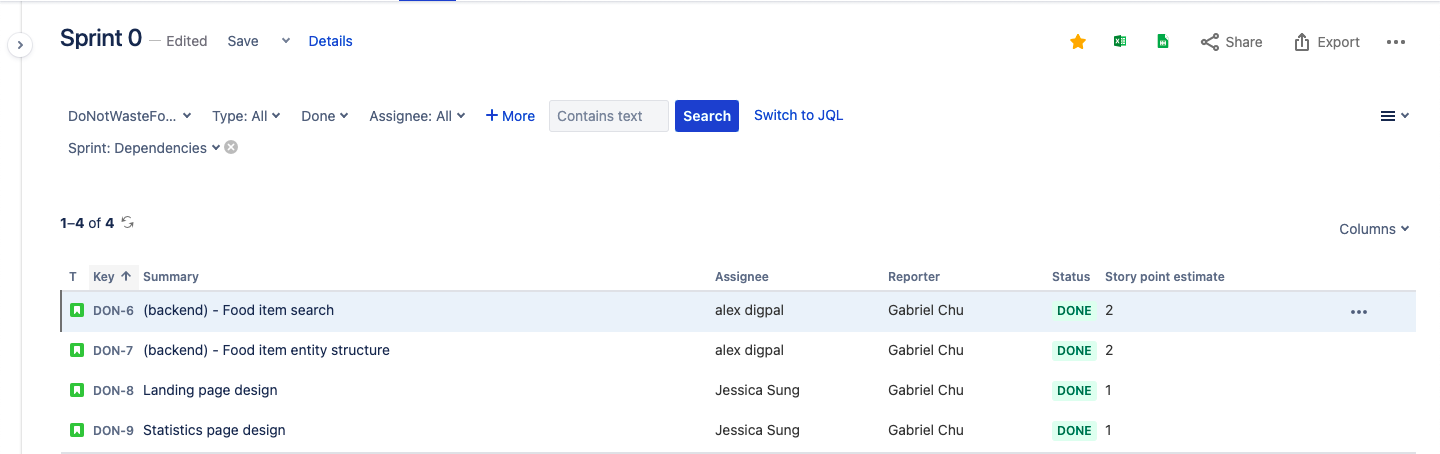 Sprint 0 — Edited Save Details Share Export
DoNotWasteFo... Type: All Done Assignee: All + More Contains text Search Switch to JQL
Sprint: Dependencies
1–4 of 4
Columns
T Key Summary Assignee Reporter Status Story point estimate
DON-6 (backend) - Food item search alex digpal Gabriel Chu DONE 2
DON-7 (backend) - Food item entity structure alex digpal Gabriel Chu DONE 2
DON-8 Landing page design Jessica Sung Gabriel Chu DONE 1
DON-9 Statistics page design Jessica Sung Gabriel Chu DONE 1